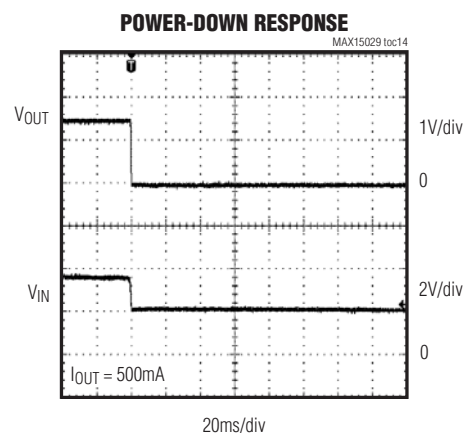 POWER-DOWN RESPONSE
MAX15029 toc14
T
VOUT
1V/div
0
VIN
2V/div
0
IOUT = 500mA
20ms/div